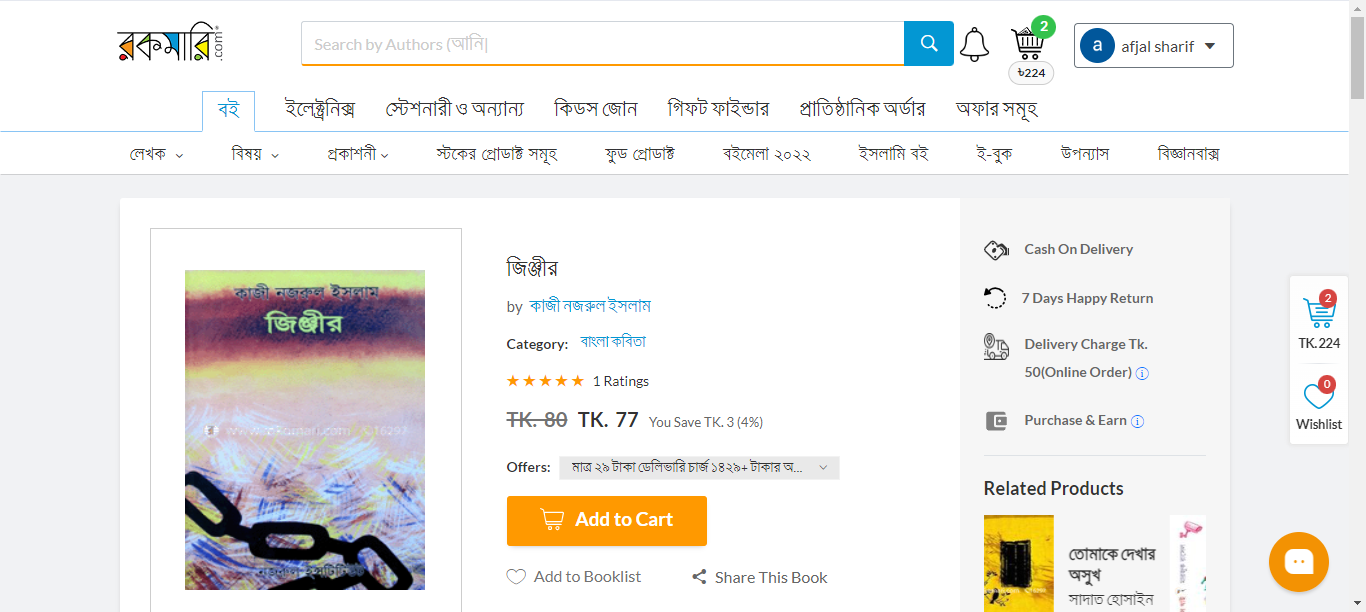 রকমারি.com
Search by Authors (আনি|
2
৳224
a afjal sharif
বই ইলেক্ট্রনিক্স স্টেশনারী ও অন্যান্য কিডস জোন গিফট ফাইন্ডার প্রাতিষ্ঠানিক অর্ডার অফার সমূহ
লেখক বিষয় প্রকাশনী স্টকের প্রোডাক্ট সমূহ ফুড প্রোডাক্ট বইমেলা ২০২২ ইসলামি বই ই-বুক উপন্যাস বিজ্ঞানবাক্স
কাজী নজরুল ইসলাম
জিঞ্জীর
নজরুল ইন্সটিটিউট
জিঞ্জীর
by কাজী নজরুল ইসলাম
Category: বাংলা কবিতা
1 Ratings
TK. 80 TK. 77 You Save TK. 3 (4%)
Offers: মাত্র ২৯ টাকা ডেলিভারি চার্জ ১৪২৯+ টাকার অ...
Add to Cart
Add to Booklist Share This Book
Cash On Delivery
7 Days Happy Return
Delivery Charge Tk.
50(Online Order)
Purchase & Earn
Related Products
তোমাকে দেখার
অসুখ
সাদাত হোসাইন
2
TK.224
0
Wishlist